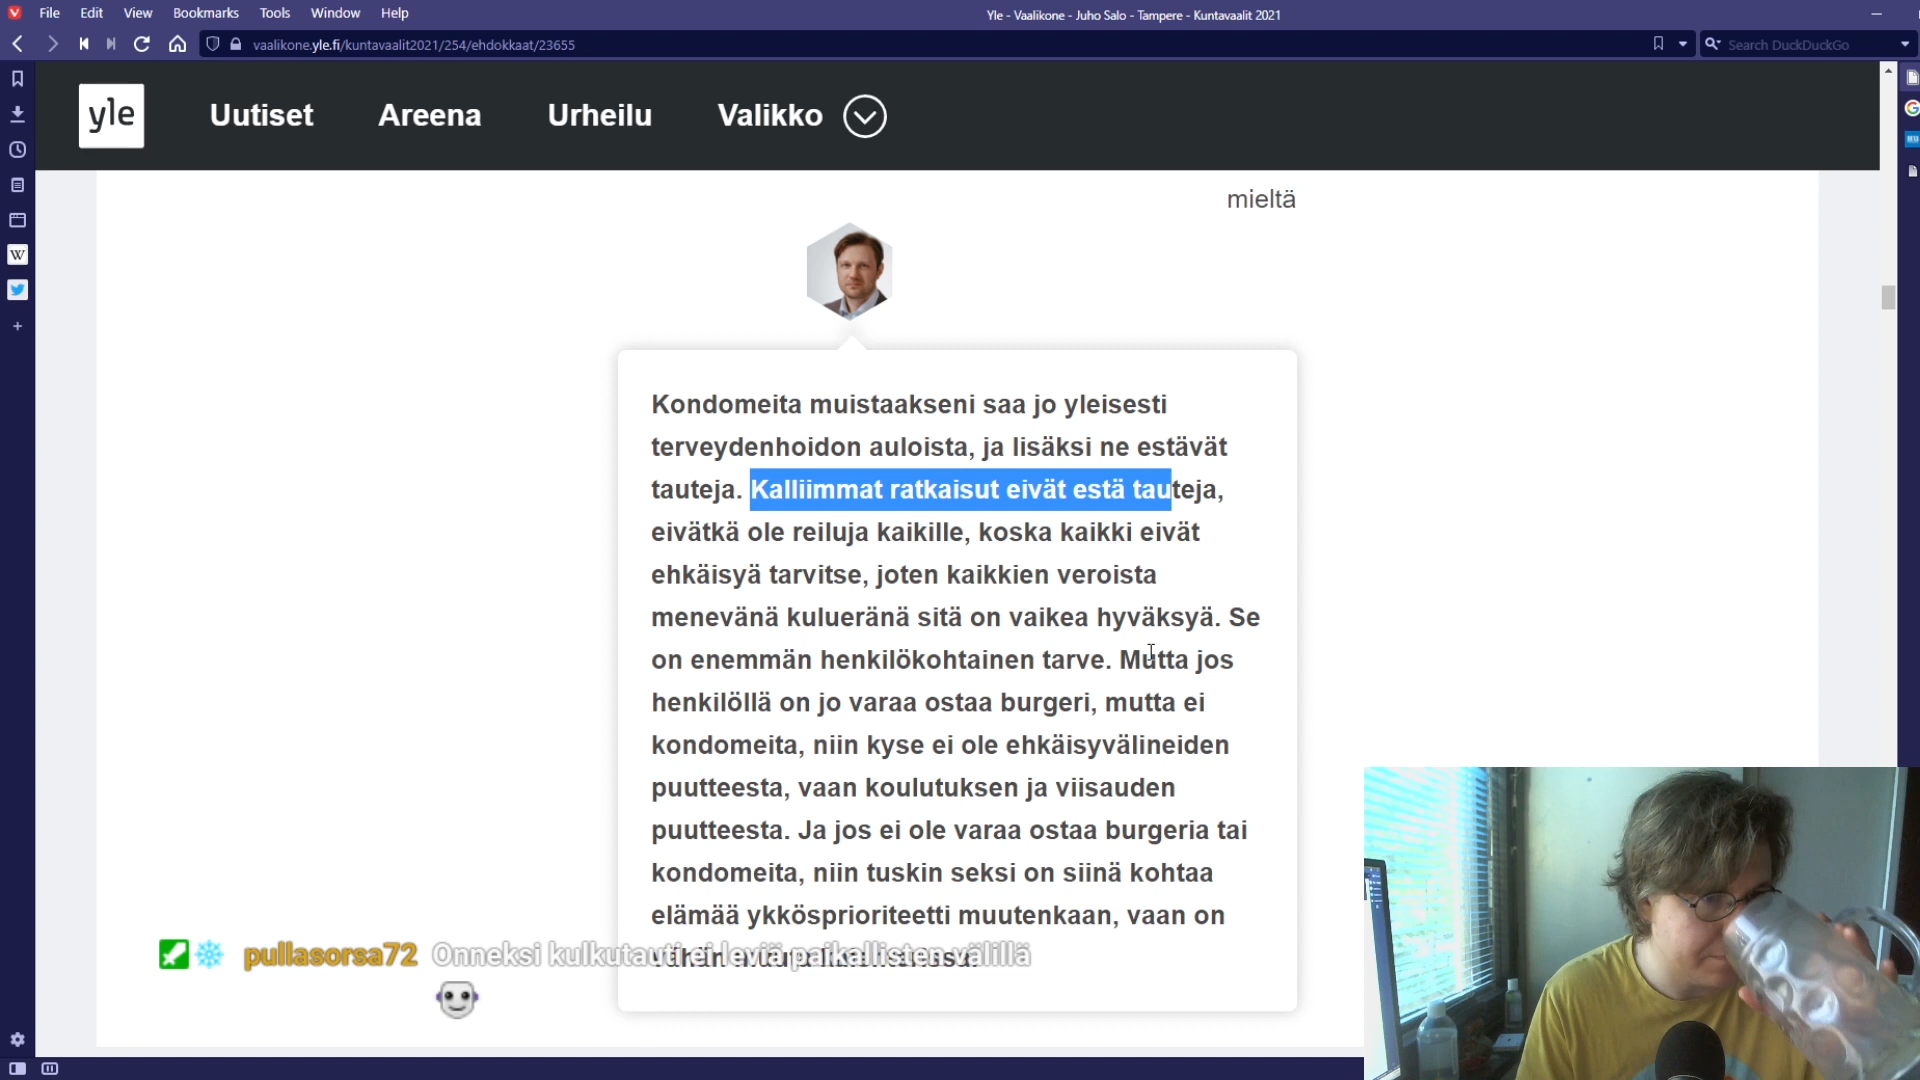 File Edit View Bookmarks Tools Window Help
Yle - Vaalikone - Juho Salo - Tampere - Kuntavaalit 2021
vaalikone.yle.fi/kuntavaalit2021/254/ehdokkaat/23655
Search DuckDuckGo
yle Uutiset Areena Urheilu Valikko
mieltä
Kondomeita muistaakseni saa jo yleisesti
terveydenhoidon auloista, ja lisäksi ne estävät
tauteja. Kalliimmat ratkaisut eivät estä tauteja,
eivätkä ole reiluja kaikille, koska kaikki eivät
ehkäisyä tarvitse, joten kaikkien veroista
menevänä kulueränä sitä on vaikea hyväksyä. Se
on enemmän henkilökohtainen tarve. Mutta jos
henkilöllä on jo varaa ostaa burgeri, mutta ei
kondomeita, niin kyse ei ole ehkäisyvälineiden
puutteesta, vaan koulutuksen ja viisauden
puutteesta. Ja jos ei ole varaa ostaa burgeria tai
kondomeita, niin tuskin seksi on siinä kohtaa
elämää ykkösprioriteetti muutenkaan, vaan on
pullasorsa72 Onneksi kulkutauti ei leviä paikallisten välillä
W